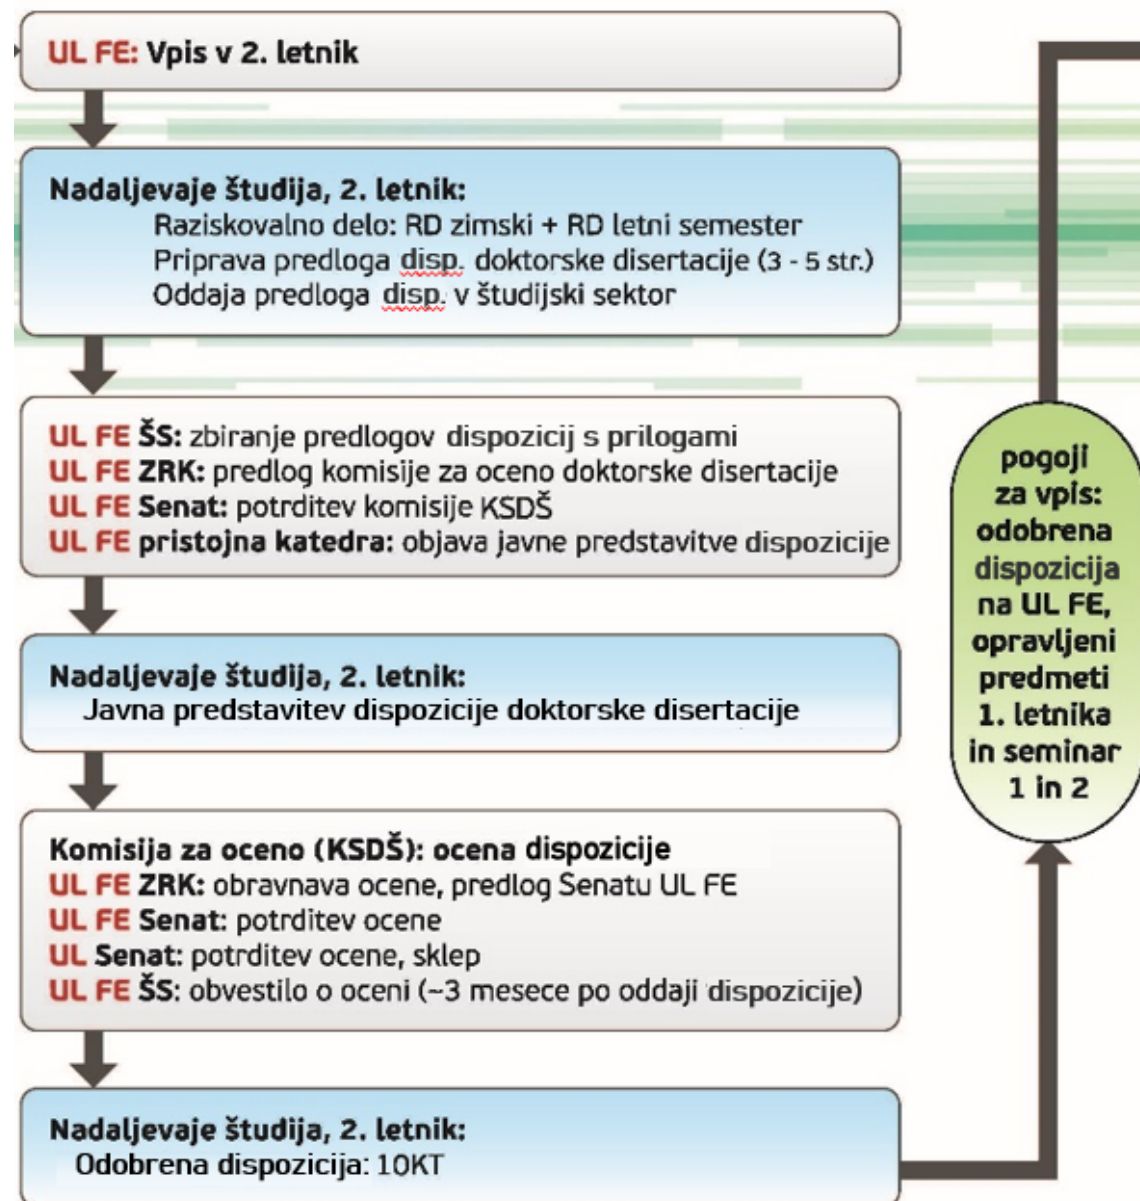 UL FE: Vpis v 2. letnik
Nadaljevaje študija, 2. letnik:
Raziskovalno delo: RD zimski + RD letni semester
Priprava predloga disp. doktorske disertacije (3 - 5 str.)
Oddaja predloga disp. v študijski sektor
UL FE ŠS: zbiranje predlogov dispozicij s prilogami
UL FE ZRK: predlog komisije za oceno doktorske disertacije
UL FE Senat: potrditev komisije KSDŠ
UL FE pristojna katedra: objava javne predstavitve dispozicije
Nadaljevaje študija, 2. letnik:
Javna predstavitev dispozicije doktorske disertacije
Komisija za oceno (KSDŠ): ocena dispozicije
UL FE ZRK: obravnava ocene, predlog Senatu UL FE
UL FE Senat: potrditev ocene
UL Senat: potrditev ocene, sklep
UL FE ŠS: obvestilo o oceni (~3 mesece po oddaji dispozicije)
Nadaljevaje študija, 2. letnik:
Odobrena dispozicija: 10KT
pogoji
za vpis:
odobrena
dispozicija
na UL FE,
opravljeni
predmeti
1. letnika
in seminar
1 in 2